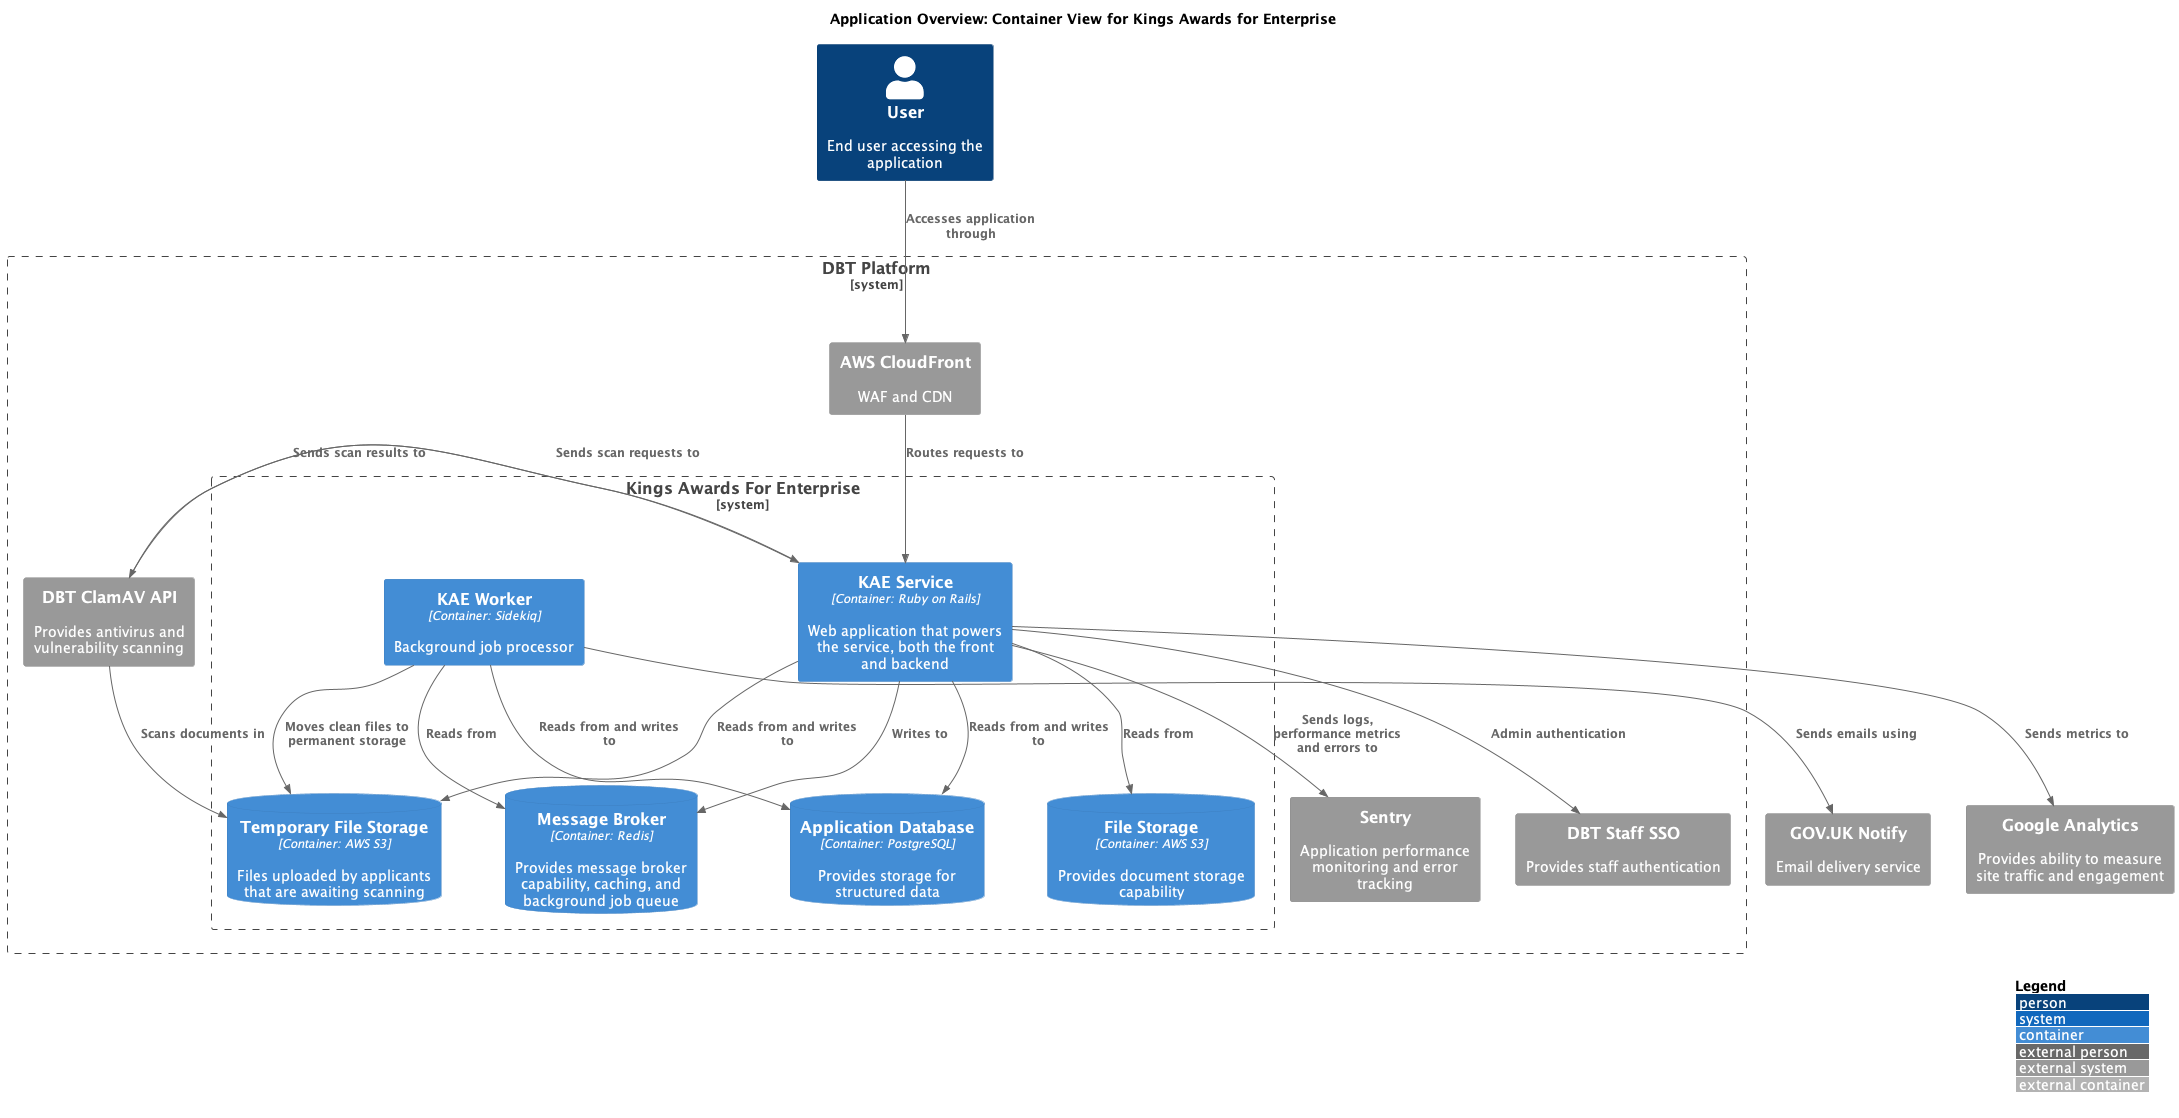 Application Overview: Container View for Kings Awards for Enterprise
User
End user accessing the
application
Accesses application
through
DBT Platform
[system]
AWS CloudFront
WAF and CDN
Sends scan results to
Sends scan requests to
Routes requests to
Kings Awards For Enterprise
[system]
DBT ClamAV API
Provides antivirus and
vulnerability scanning
KAE Worker
[Container: Sidekiq]
Background job processor
KAE Service
[Container: Ruby on Rails]
Web application that powers
the service, both the front
and backend
Scans documents in
Moves clean files to
permanent storage
Reads from
Reads from and writes
to
Reads from and writes
to
Writes to
Reads from and writes
to
Reads from
Sends logs,
performance metrics
and errors to
Admin authentication
Sends emails using
Sends metrics to
Temporary File Storage
[Container: AWS S3]
Files uploaded by applicants
that are awaiting scanning
Message Broker
[Container: Redis]
Provides message broker
capability, caching, and
background job queue
Application Database
[Container: PostgreSQL]
Provides storage for
structured data
File Storage
[Container: AWS S3]
Provides document storage
capability
Sentry
Application performance
monitoring and error
tracking
DBT Staff SSO
Provides staff authentication
GOV.UK Notify
Email delivery service
Google Analytics
Provides ability to measure
site traffic and engagement
Legend
person
system
container
external person
external system
external container